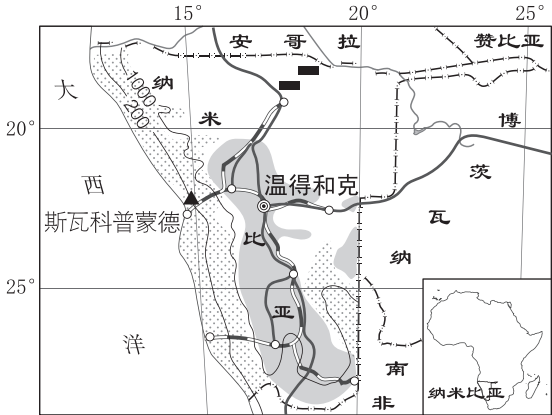 15° 20° 25°
安哥拉
赞比亚
大西洋
1000
200
纳米比亚
博茨瓦纳
20°
温得和克
斯瓦科普蒙德
25°
南非
纳米比亚